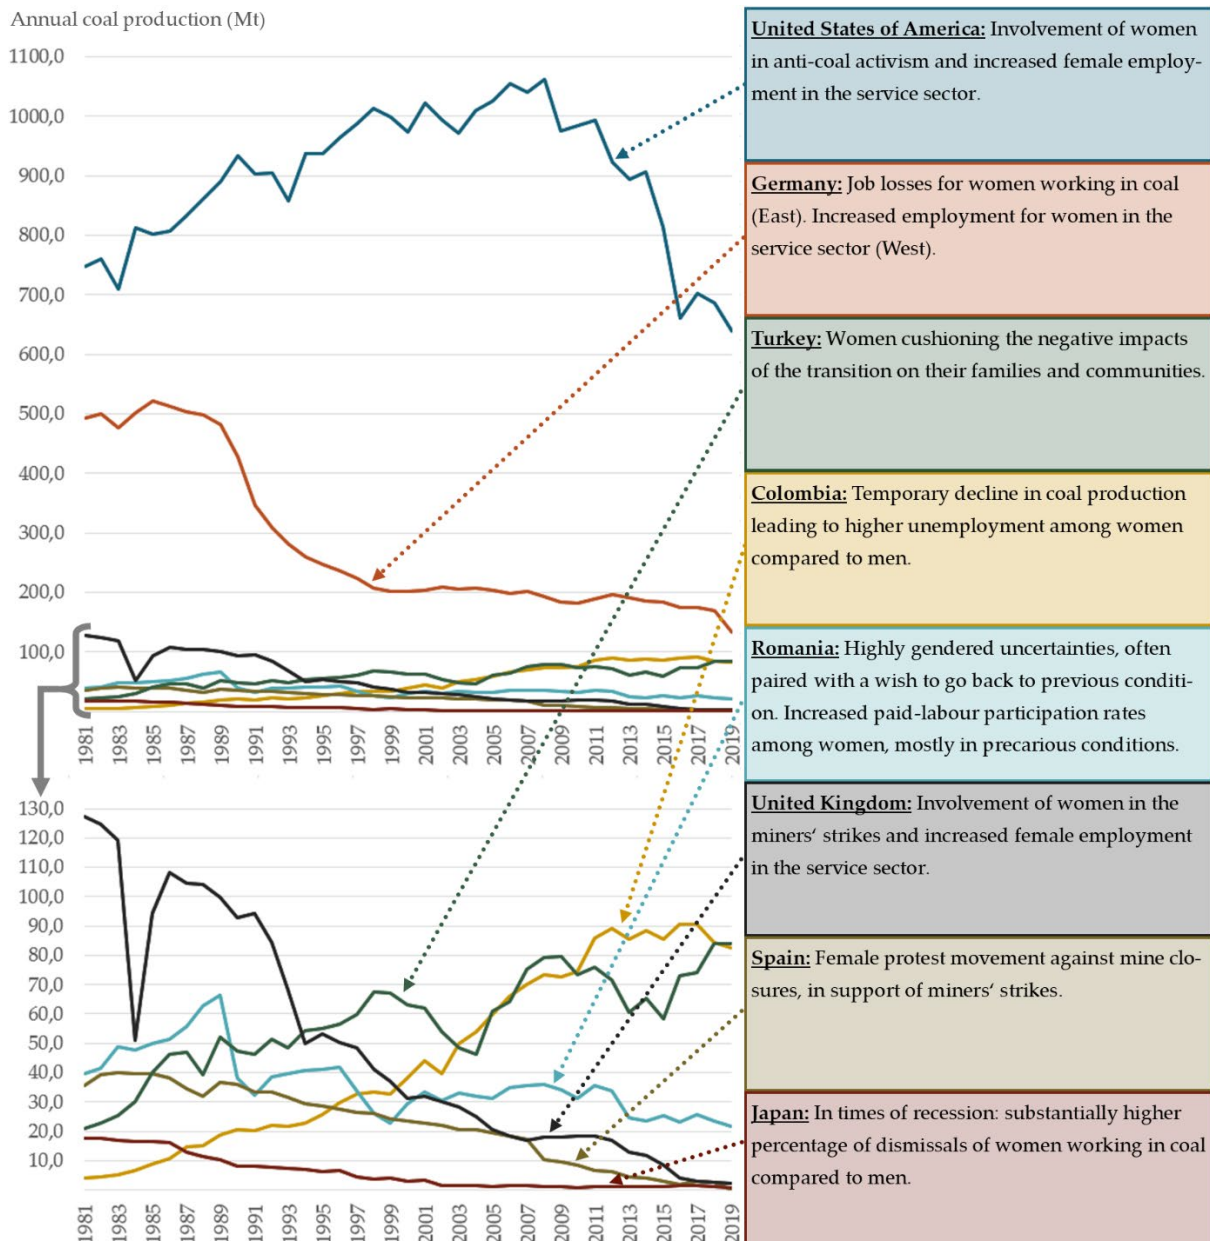 Annual coal production (Mt)
1100,0
1000,0
900,0
800,0
700,0
600,0
500,0
400,0
300,0
200,0
100,0
1981
1983
1985
1987
1989
1991
1993
1995
1997
1999
2001
2003
2005
2007
2009
2011
2013
2015
2017
2019
130,0
120,0
110,0
100,0
90,0
80,0
70,0
60,0
50,0
40,0
30,0
20,0
10,0
1981
1983
1985
1987
1989
1991
1993
1995
1997
1999
2001
2003
2005
2007
2009
2011
2013
2015
2017
2019
United States of America: Involvement of women
in anti-coal activism and increased female employ-
ment in the service sector.
Germany: Job losses for women working in coal
(East). Increased employment for women in the
service sector (West).
Turkey: Women cushioning the negative impacts
of the transition on their families and communities.
Colombia: Temporary decline in coal production
leading to higher unemployment among women
compared to men.
Romania: Highly gendered uncertainties, often
paired with a wish to go back to previous conditi-
on. Increased paid-labour participation rates
among women, mostly in precarious conditions.
United Kingdom: Involvement of women in the
miners‘ strikes and increased female employment
in the service sector.
Spain: Female protest movement against mine clo-
sures, in support of miners‘ strikes.
Japan: In times of recession: substantially higher
percentage of dismissals of women working in coal
compared to men.